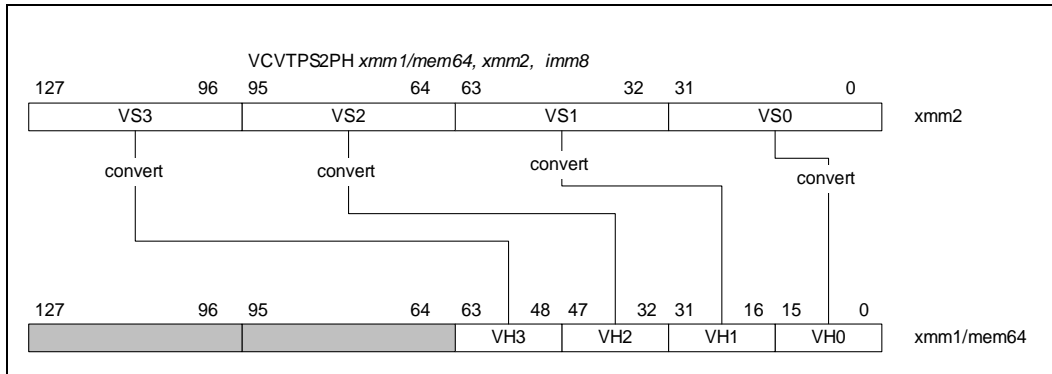 VCVTPS2PH xmm1/mem64, xmm2, imm8
127 96 95 64 63 32 31 0
VS3 VS2 VS1 VS0 xmm2
convert convert convert convert
127 96 95 64 63 48 47 32 31 16 15 0
VH3 VH2 VH1 VH0 xmm1/mem64